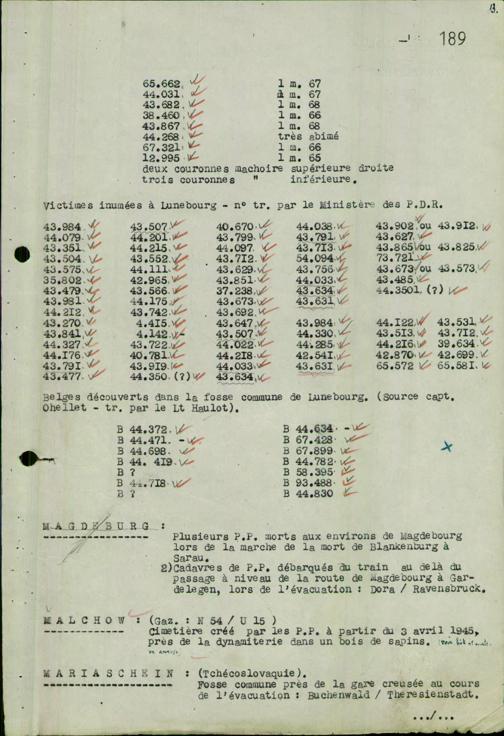 189
65.662. 1 m. 67
44.031. 1 m. 67
43.682. 1 m. 68
38.460. 1 m. 66
43.867. 1 m. 68
44.268. très abimé
67.321. 1 m. 66
12.995. 1 m. 65
deux couronnes machoire supérieure droite
trois couronnes " inférieure.
Victimes inumées à Lunebourg - n° tr. par le Ministère des P.D.R.
43.984. 43.507. 40.670. 44.038. 43.902 ou 43.912.
44.079. 44.201. 43.799. 43.791. 43.627.
43.351. 44.215. 44.097. 43.713. 43.865 ou 43.825.
43.504. 43.552. 43.712. 54.094. 73.721.
43.575. 44.111. 43.629. 43.756. 43.673 ou 43.573.
35.802. 42.965. 43.851. 44.033. 43.485.
43.479. 43.566. 37.238. 43.634. 44.3501. (?)
43.981. 44.175. 43.673. 43.631.
44.212. 43.742. 43.692.
43.270. 4.415. 43.647. 43.984. 44.122. 43.531.
43.841. 4.142. 43.507. 44.330. 43.513. 43.712.
44.327. 43.722. 44.022. 44.285. 44.216. 39.634.
44.176. 40.781. 44.218. 42.541. 42.870. 42.699.
43.791. 43.919. 44.033. 43.631. 65.572 65.581.
43.477. 44.350. (?) 43.634.
Belges découverts dans la fosse commune de Lunebourg. (Source capt.
Ohellet - tr. par le Lt Haulot).
B 44.372. B 44.634 -
B 44.471. - B 67.428
B 44.698. B 67.899
B 44. 419. B 44.782
B ? B 58.395
B 44.718. B 93.488
B ? B 44.830
MAGDEBURG :
Plusieurs P.P. morts aux environs de Magdebourg
lors de la marche de la mort de Blankenburg à
Sarau.
2)Cadavres de P.P. débarqués du train au delà du
passage à niveau de la route de Magdebourg à Gar-
delegen, lors de l'évacuation : Dora / Ravensbruck.
MALCHOW : (Gaz. : N 54 / U 15 )
Cimetière créé par les P.P. à partir du 3 avril 1945,
près de la dynamiterie dans un bois de sapins.
MARIASCHEIN : (Tchécoslovaquie).
Fosse commune près de la gare creusée au cours
de l'évacuation : Buchenwald / Theresienstadt.
.../...